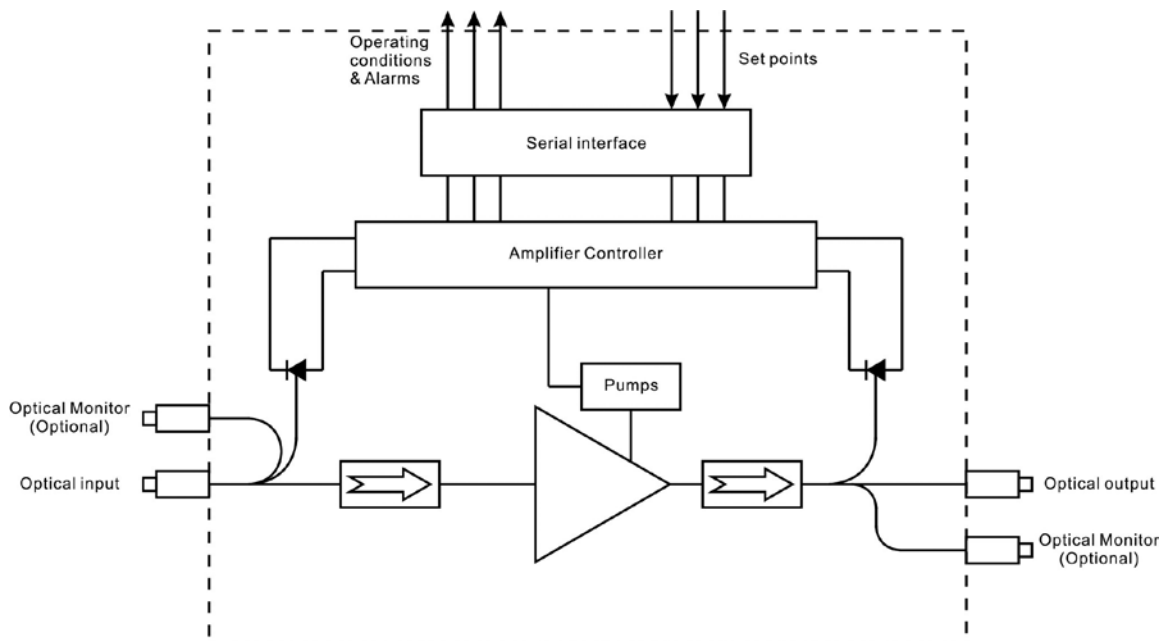 Operating
conditions
& Alarms
Set points
Serial interface
Amplifier Controller
Pumps
Optical Monitor
(Optional)
Optical input
Optical output
Optical Monitor
(Optional)